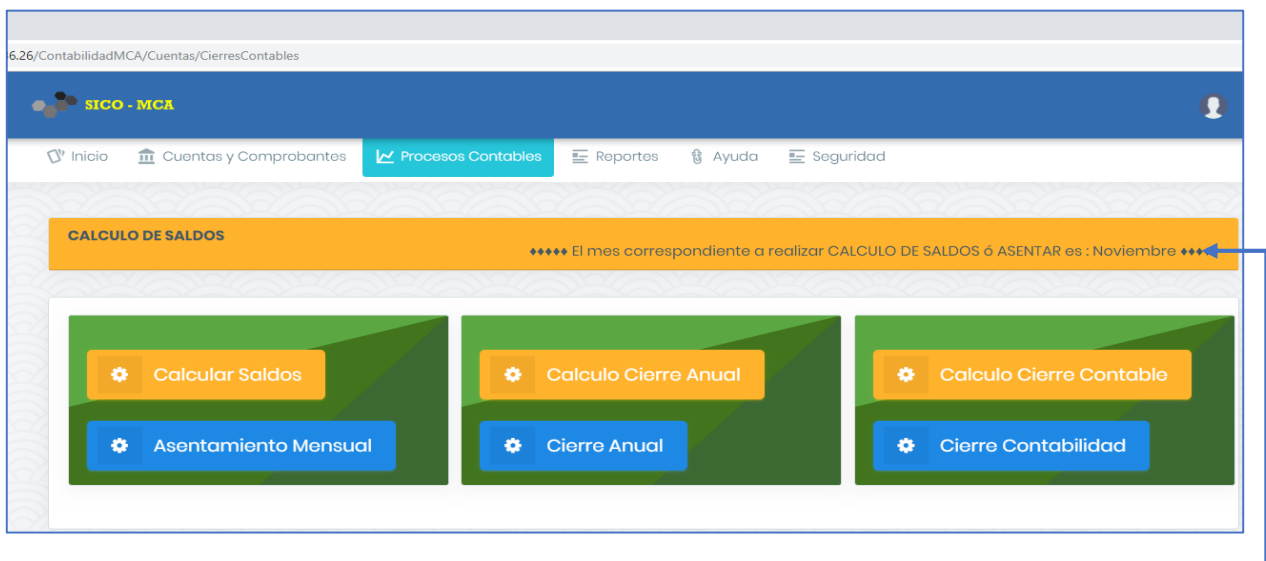 6.26/ContabilidadMCA/Cuentas/CierresContables
SICO - MCA
Inicio Cuentas y Comprobantes Procesos Contables Reportes Ayuda Seguridad
CALCULO DE SALDOS
♦♦♦♦♦ El mes correspondiente a realizar CALCULO DE SALDOS ó ASENTAR es : Noviembre ♦♦♦♦
Calcular Saldos Calculo Cierre Anual Calculo Cierre Contable
Asentamiento Mensual Cierre Anual Cierre Contabilidad